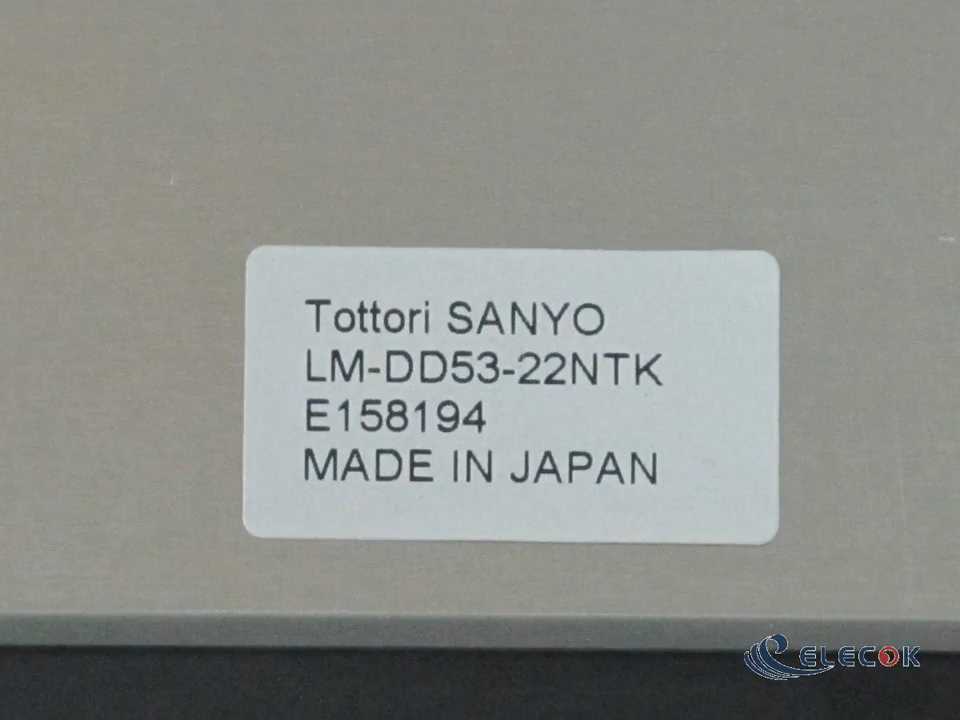 Tottori SANYO
LM-DD53-22NTK
E158194
MADE IN JAPAN
ELECOK